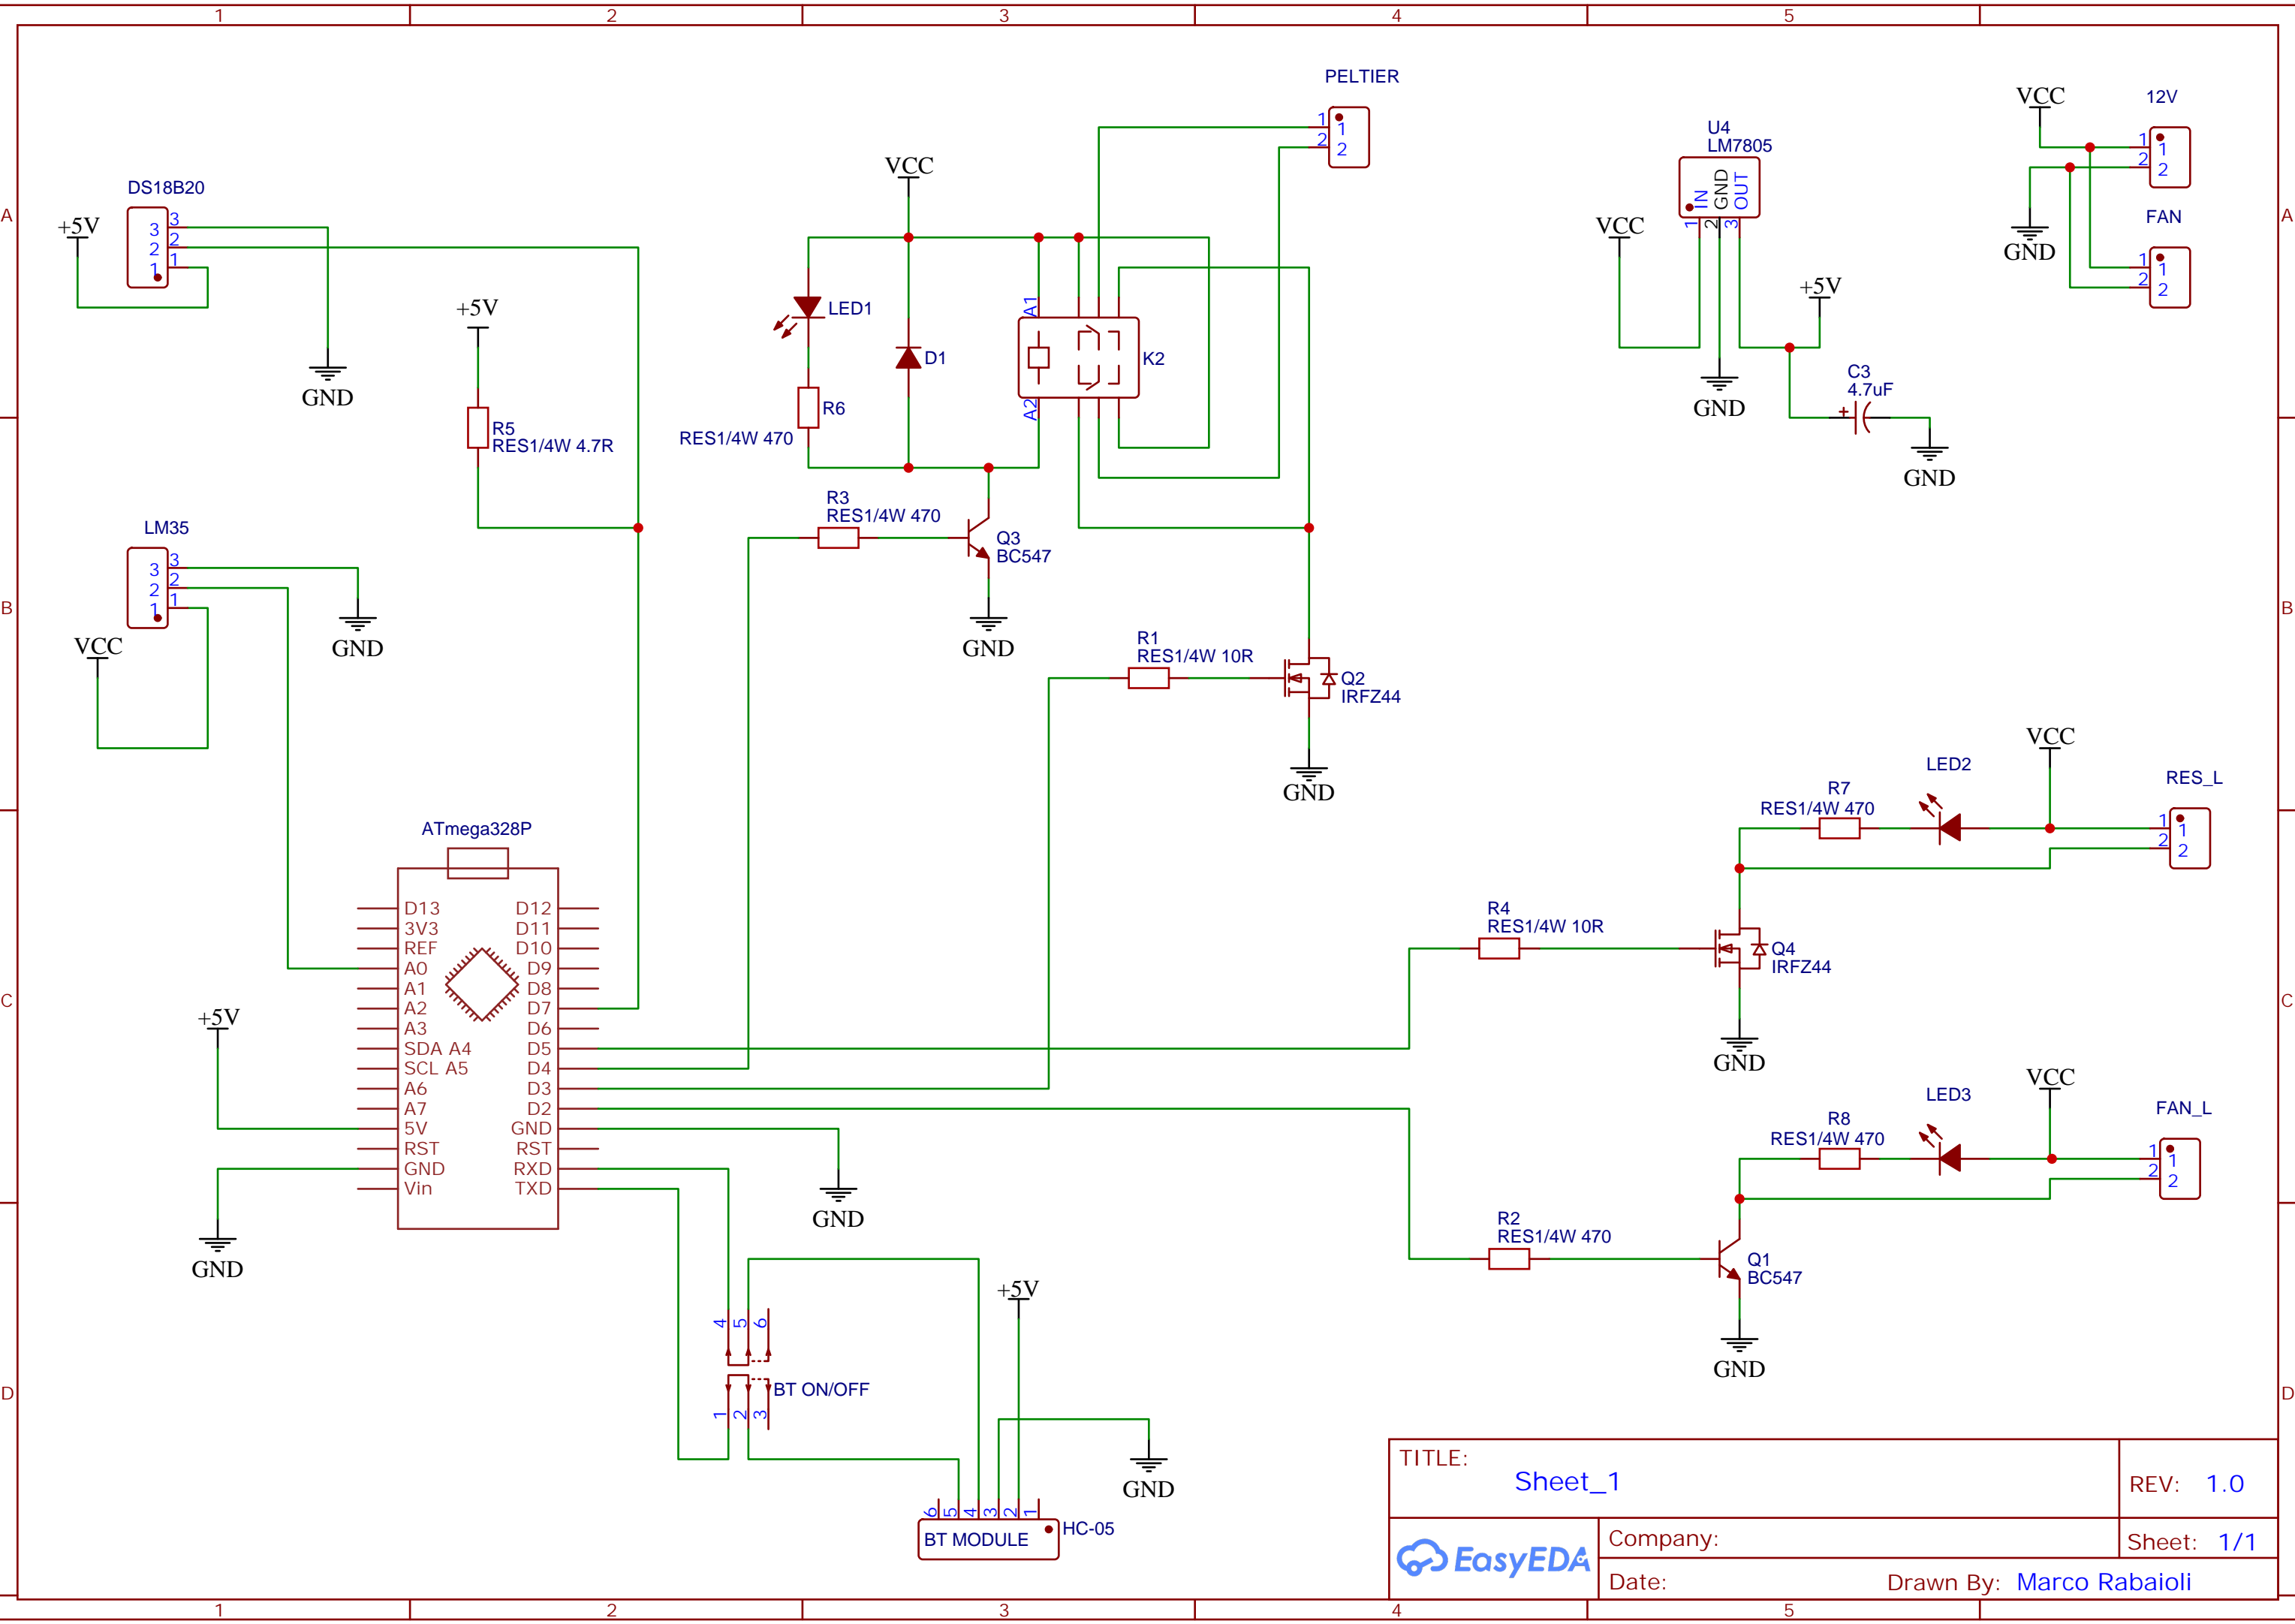 1 2 3 4 5
PELTIER
1 1
2 2
VCC
12V
1 1
2 2
GND
FAN
1 1
2 2
U4
LM7805
IN GND OUT
1 2 3
VCC
GND
+5V
C3
4.7uF
+
GND
A
A
DS18B20
+5V
3 3
2 2
1 1
GND
VCC
LED1
D1
A1
K2
A2
R6
RES1/4W 470
+5V
R5
RES1/4W 4.7R
R3
RES1/4W 470
Q3
BC547
GND
LM35
3 3
2 2
1 1
VCC
GND
B
B
R1
RES1/4W 10R
Q2
IRFZ44
GND
VCC
LED2
RES_L
R7
RES1/4W 470
1 1
2 2
R4
RES1/4W 10R
Q4
IRFZ44
GND
ATmega328P
D13 D12
3V3 D11
REF D10
A0 D9
A1 D8
A2 D7
A3 D6
SDA A4 D5
SCL A5 D4
A6 D3
A7 D2
5V GND
RST RST
GND RXD
Vin TXD
C
C
+5V
GND
GND
VCC
LED3
FAN_L
R8
RES1/4W 470
1 1
2 2
R2
RES1/4W 470
Q1
BC547
GND
4 5 6
BT ON/OFF
1 2 3
+5V
GND
6 5 4 3 2 1
BT MODULE
HC-05
D
D
TITLE:
Sheet_1
REV: 1.0
EasyEDA
Company:
Sheet: 1/1
Date:
Drawn By: Marco Rabaioli
1 2 3 4 5